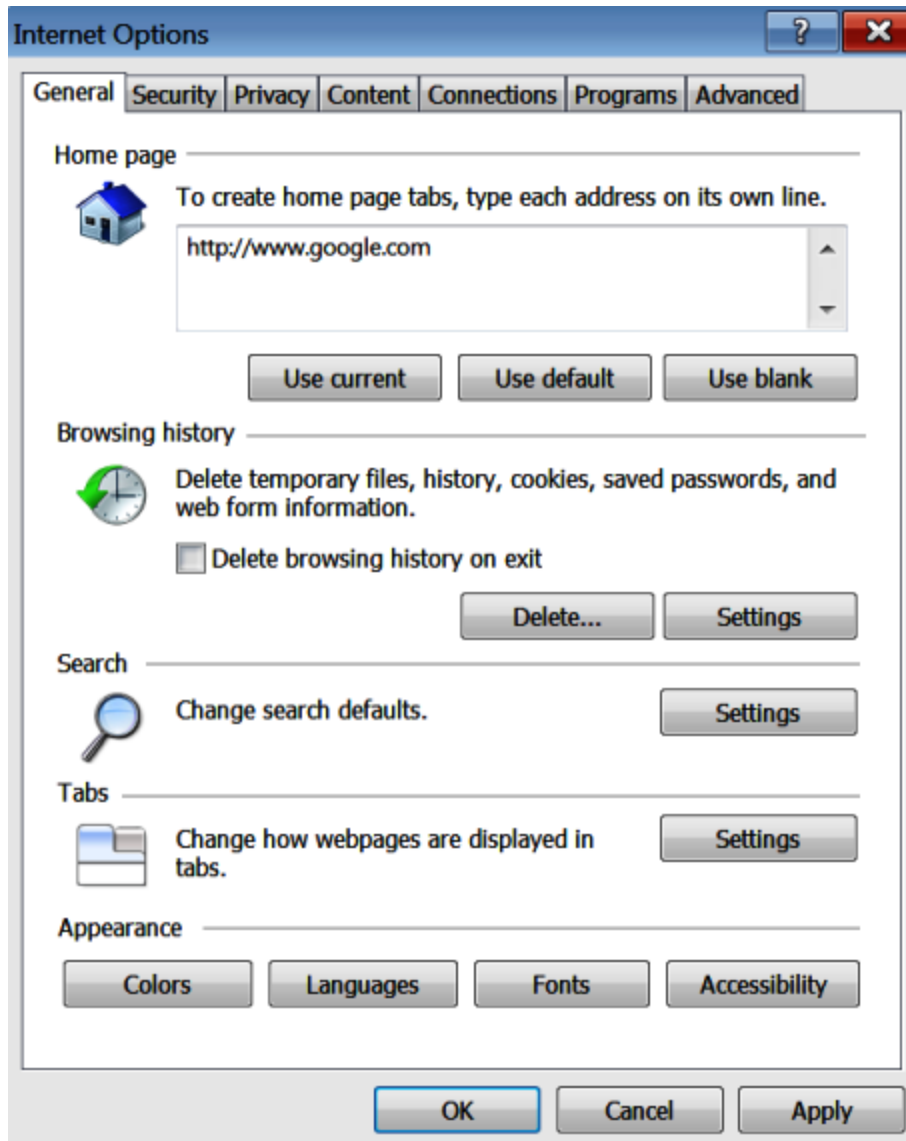 Internet Options
?
General Security Privacy Content Connections Programs Advanced
Home page
To create home page tabs, type each address on its own line.
http://www.google.com
Use current Use default Use blank
Browsing history
Delete temporary files, history, cookies, saved passwords, and
web form information.
Delete browsing history on exit
Delete... Settings
Search
Change search defaults. Settings
Tabs
Change how webpages are displayed in
tabs.
Settings
Appearance
Colors Languages Fonts Accessibility
OK Cancel Apply